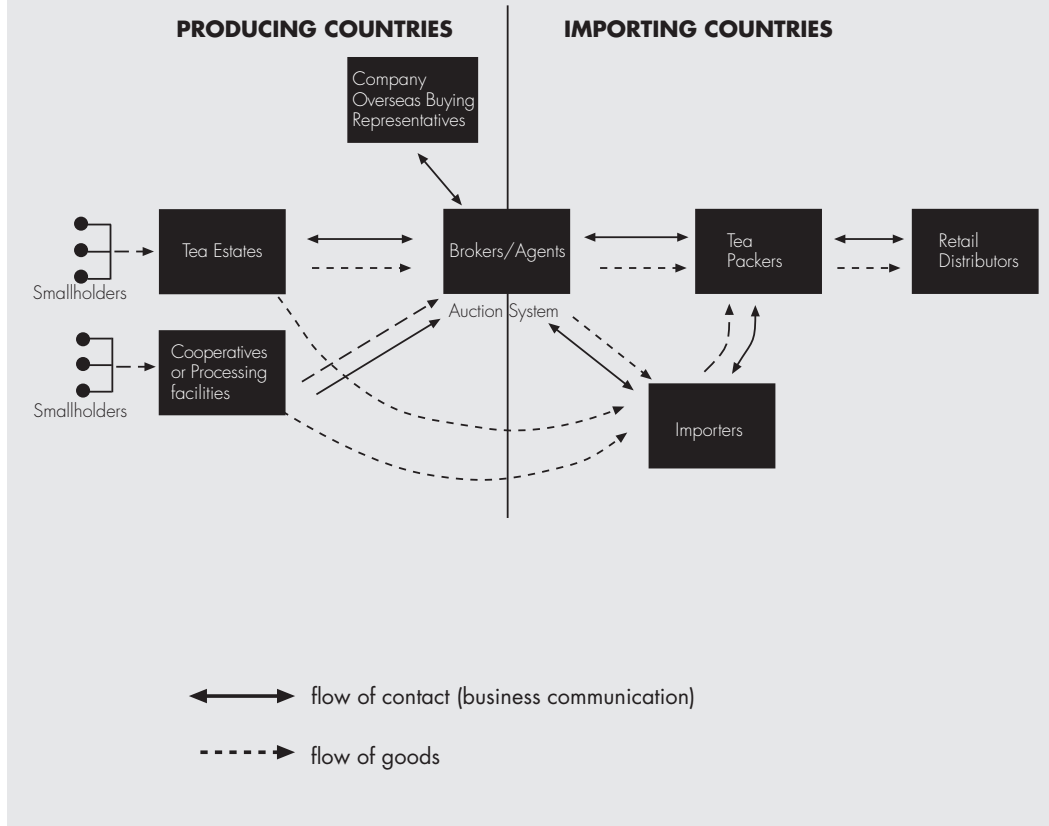 PRODUCING COUNTRIES
IMPORTING COUNTRIES
Company
Overseas Buying
Representatives
Tea Estates
Brokers/Agents
Tea
Packers
Retail
Distributors
Smallholders
Auction System
Cooperatives
or Processing
facilities
Smallholders
Importers
flow of contact (business communication)
flow of goods